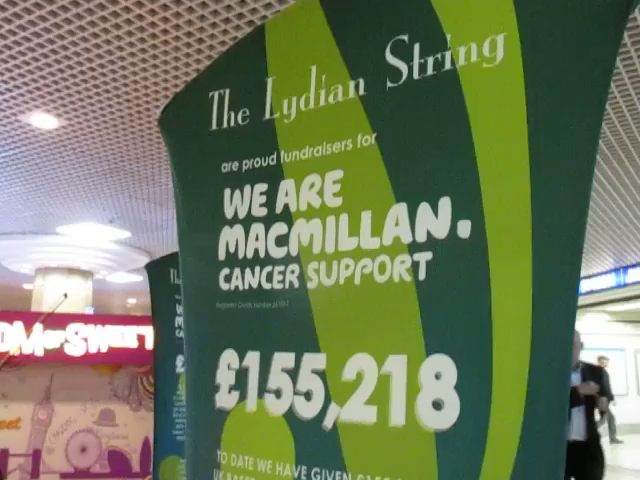 The Lydian String
are proud fundraisers for
WE ARE
MACMILLAN.
CANCER SUPPORT
£155,218
TO DATE WE HAVE GIVEN